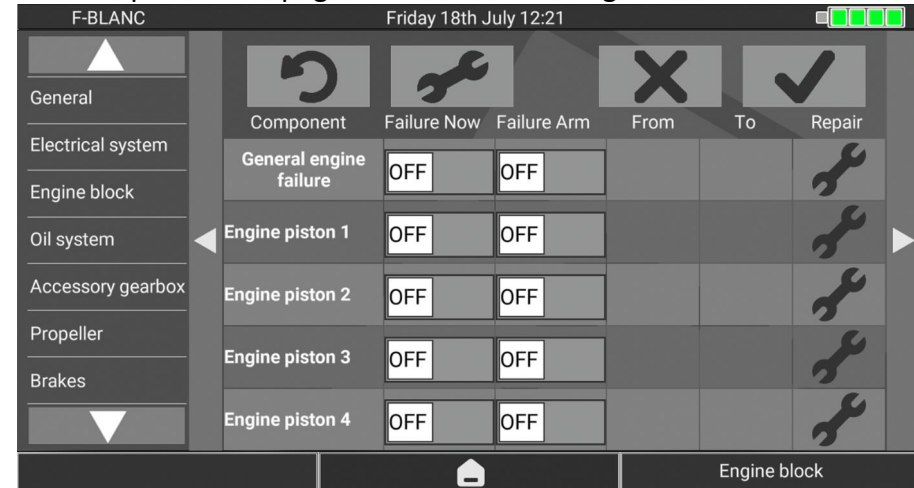 F-BLANC
Friday 18th July 12:21
General
Electrical system
Engine block
Oil system
Accessory gearbox
Propeller
Brakes
Component Failure Now Failure Arm From To Repair
General engine
failure
OFF OFF
Engine piston 1 OFF OFF
Engine piston 2 OFF OFF
Engine piston 3 OFF OFF
Engine piston 4 OFF OFF
Engine block